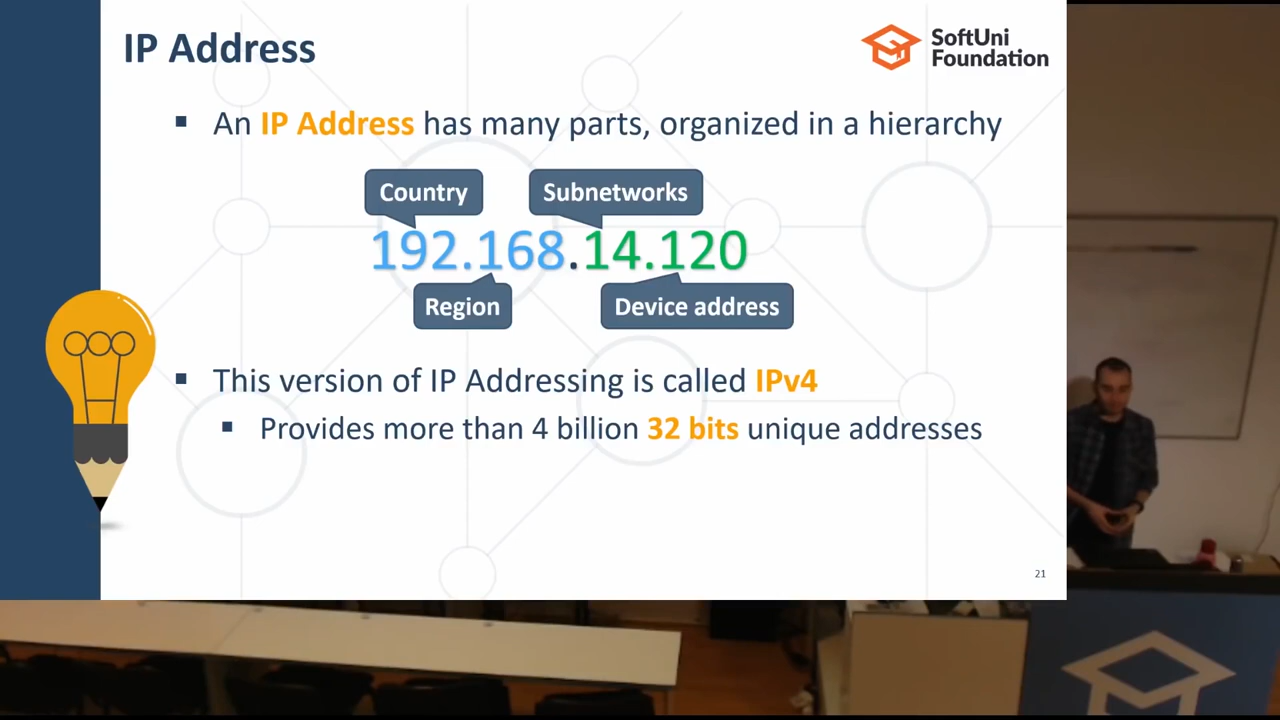 IP Address
SoftUni
Foundation
▪ An IP Address has many parts, organized in a hierarchy
Country
Subnetworks
192.168.14.120
Region
Device address
▪ This version of IP Addressing is called IPv4
▪ Provides more than 4 billion 32 bits unique addresses
21